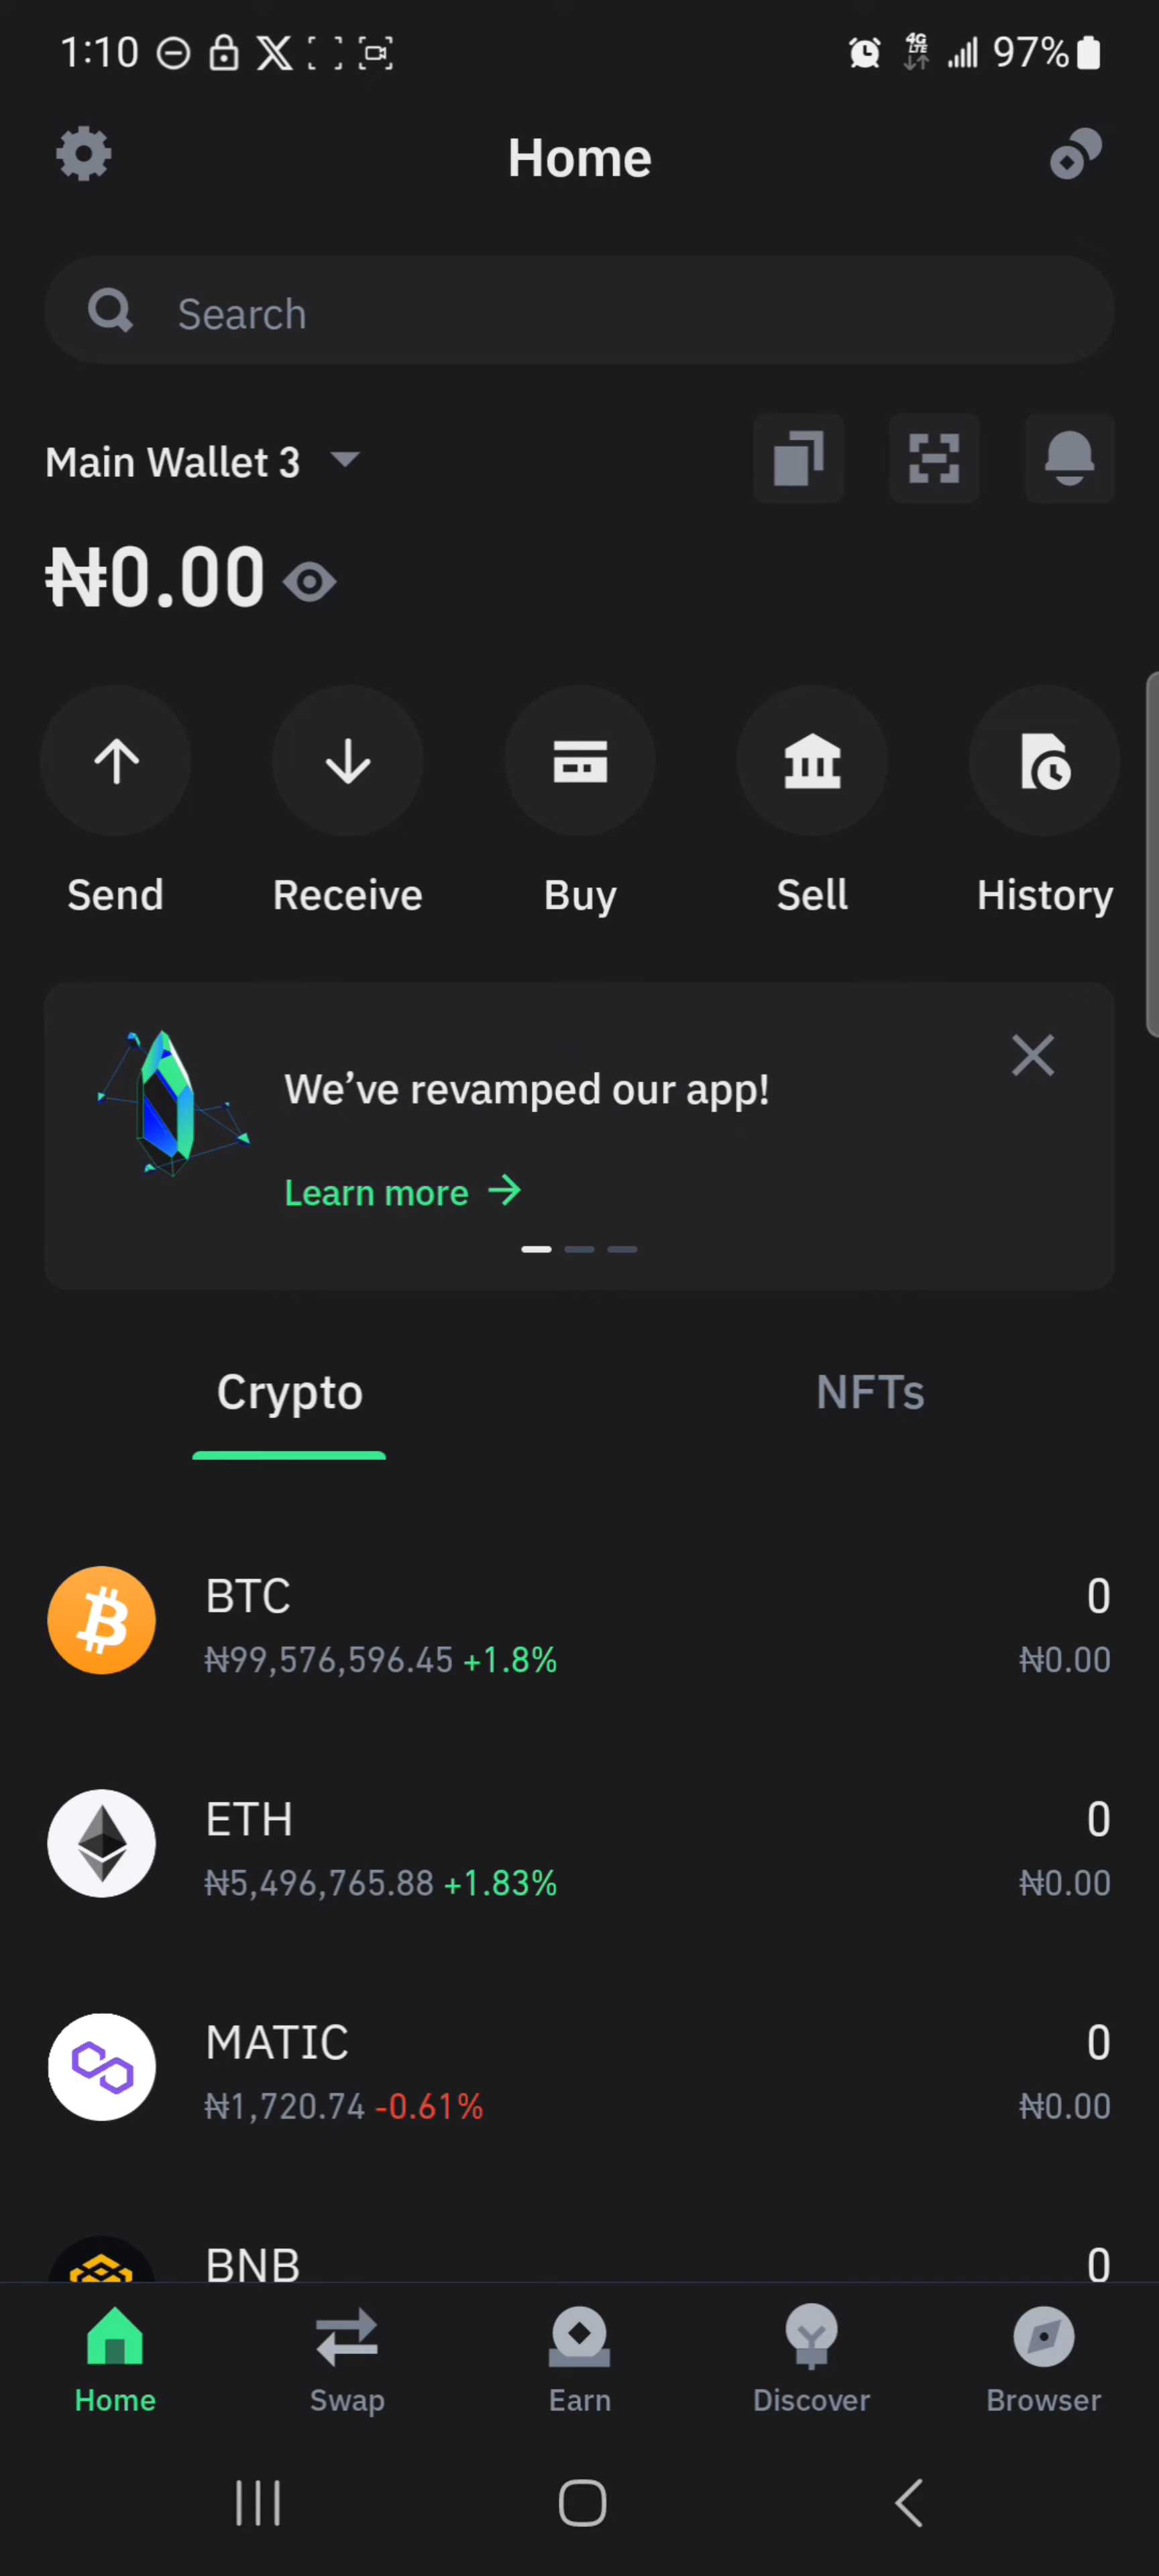 1:10 4G LTE 97%
Home
Search
Main Wallet 3
₦0.00
Send Receive Buy Sell History
We’ve revamped our app!
Learn more →
Crypto NFTs
BTC 0
₦99,576,596.45 +1.8% ₦0.00
ETH 0
₦5,496,765.88 +1.83% ₦0.00
MATIC 0
₦1,720.74 -0.61% ₦0.00
BNB 0
Home Swap Earn Discover Browser